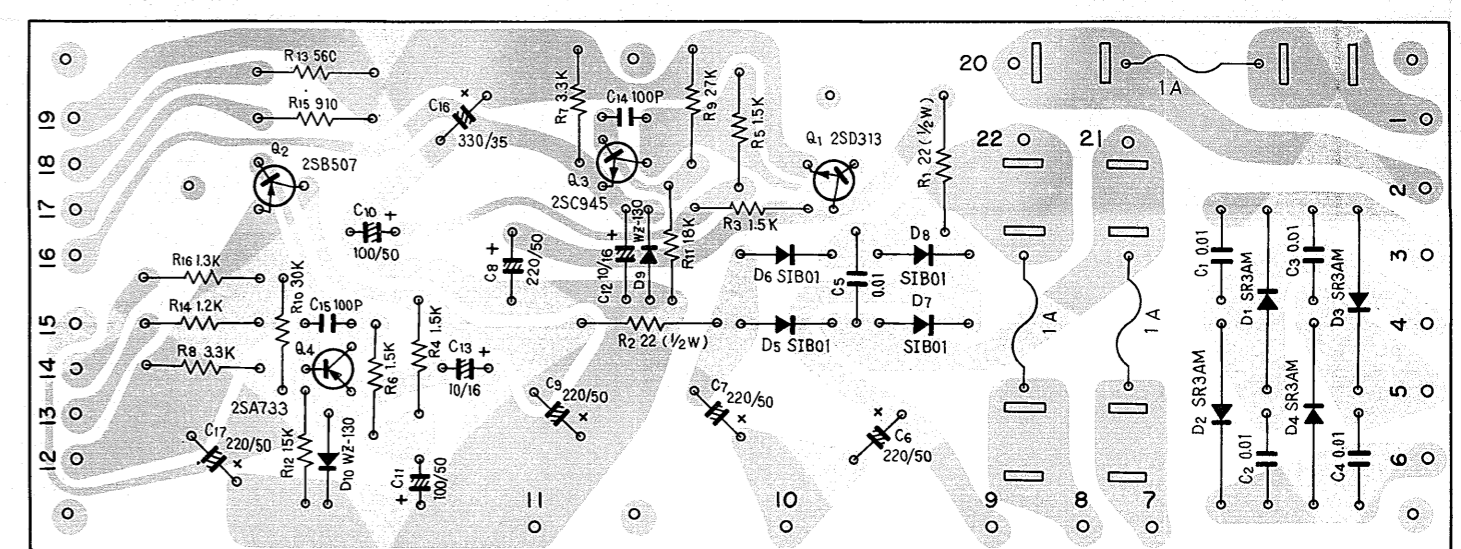 R13 560
R15 910
C16
330/35
R7 3.3K
C14 100P
R9 27K
R5 1.5K
20
1A
19
18
17
16
15
14
13
12
Q2
2SB507
Q3
2SC945
Q1 2SD313
R1 22 (1/2W)
22
21
1
2
3
4
5
6
C10 +
100/50
C8 +
220/50
C12 10/16 +
WZ-130
D9
R11 18K
R3 1.5K
D6 SIB01
C5
0.01
D8
SIB01
D7
SIB01
D5 SIB01
R2 22 (1/2W)
R16 1.3K
R14 1.2K
R8 3.3K
R10 30K
C15 100P
Q4
2SA733
R6 1.5K
R4 1.5K
C13 +
10/16
1A
1A
C1 0.01
D1 SR3AM
C3 0.01
D3 SR3AM
D2 SR3AM
C2 0.01
D4 SR3AM
C4 0.01
C17 220/50
R12 15K
D10 WZ-130
C11
+ 100/50
C9
220/50
C7
220/50
C6
220/50
11
10
9
8
7